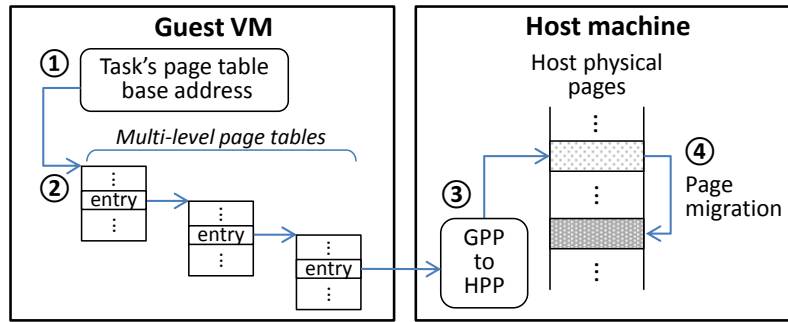 Guest VM
①
Task's page table
base address
Multi-level page tables
②
⋮
entry
⋮
⋮
entry
⋮
⋮
entry
⋮
Host machine
Host physical
pages
⋮
④
③
Page
migration
⋮
GPP
to
HPP
⋮